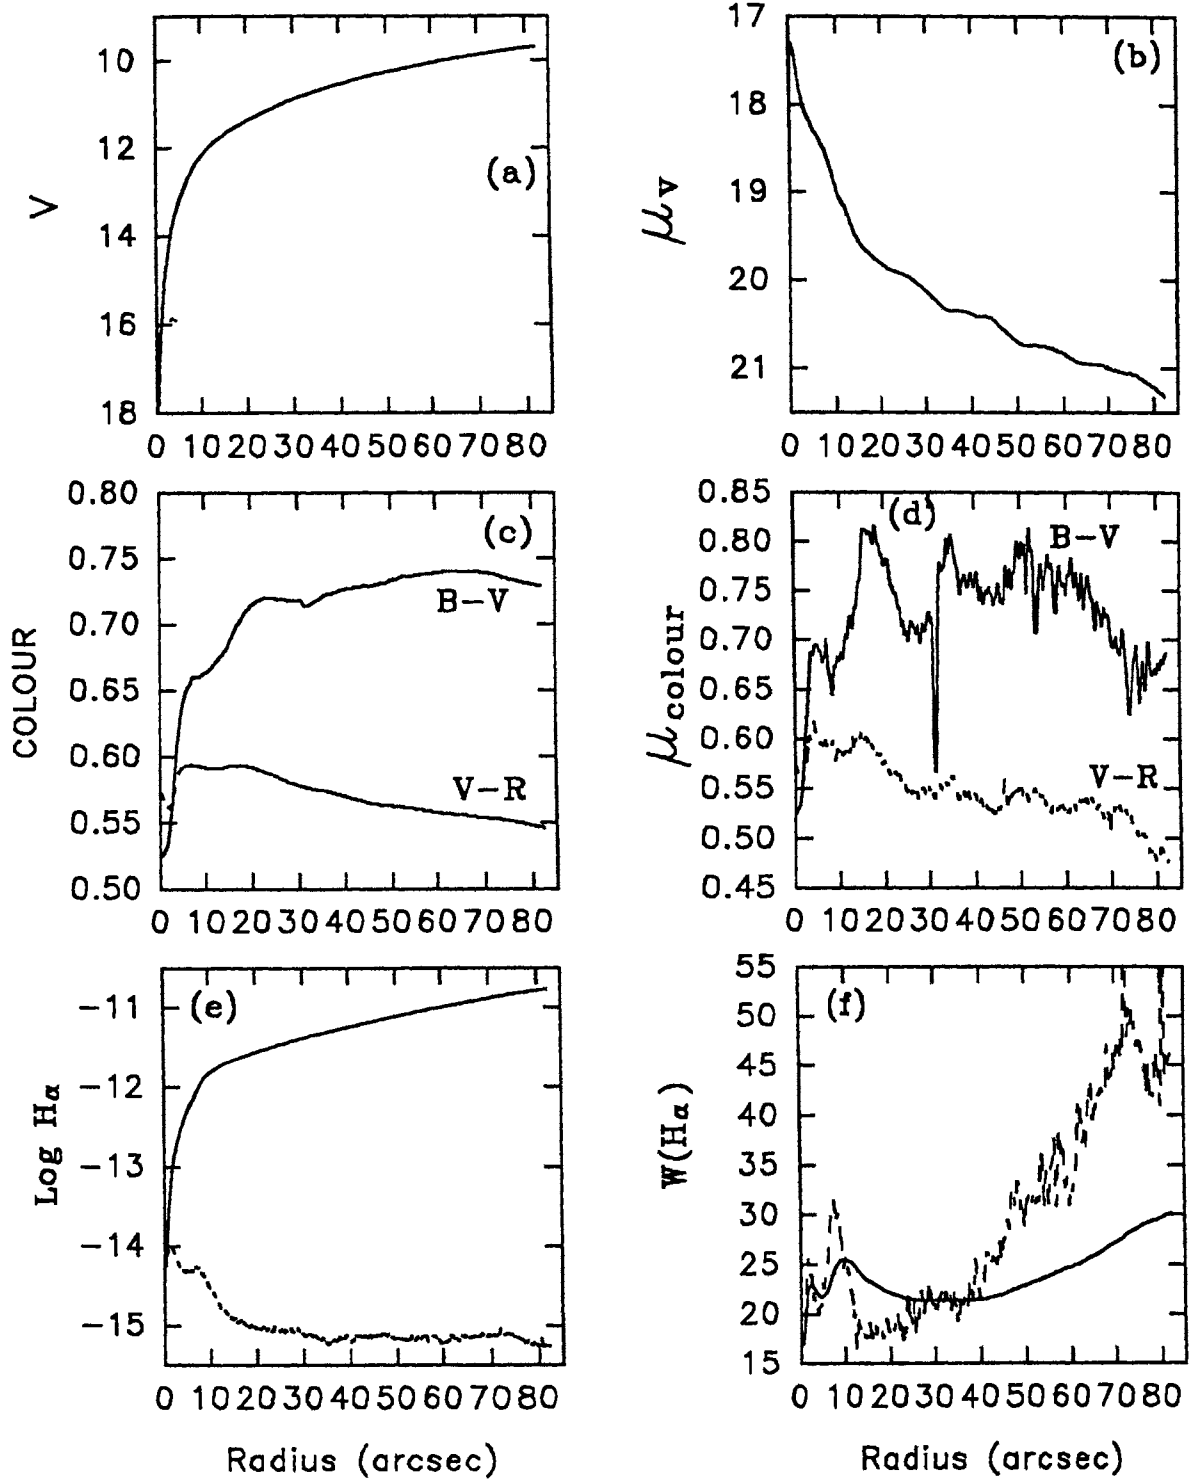 10
12
14
16
18
V
(a)
0 10 20 30 40 50 60 70 80
17
18
19
20
21
μV
(b)
0 10 20 30 40 50 60 70 80
0.80
0.75
0.70
0.65
0.60
0.55
0.50
COLOUR
(c)
B-V
V-R
0 10 20 30 40 50 60 70 80
0.85
0.80
0.75
0.70
0.65
0.60
0.55
0.50
0.45
μcolour
(d)
B-V
V-R
0 10 20 30 40 50 60 70 80
-11
-12
-13
-14
-15
Log Hα
(e)
0 10 20 30 40 50 60 70 80
Radius (arcsec)
55
50
45
40
35
30
25
20
15
W(Hα)
(f)
0 10 20 30 40 50 60 70 80
Radius (arcsec)